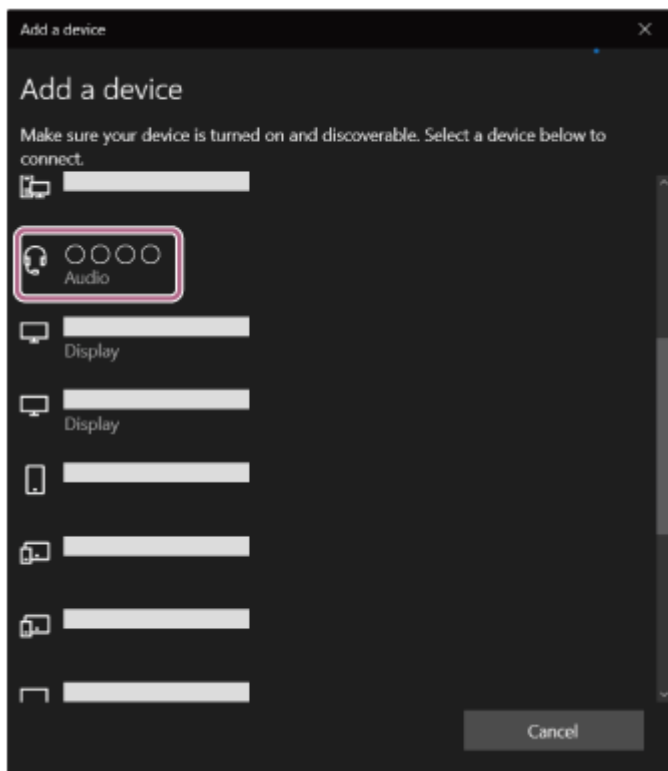 Add a device
Add a device
Make sure your device is turned on and discoverable. Select a device below to
connect.
○○○○
Audio
Display
Display
Cancel